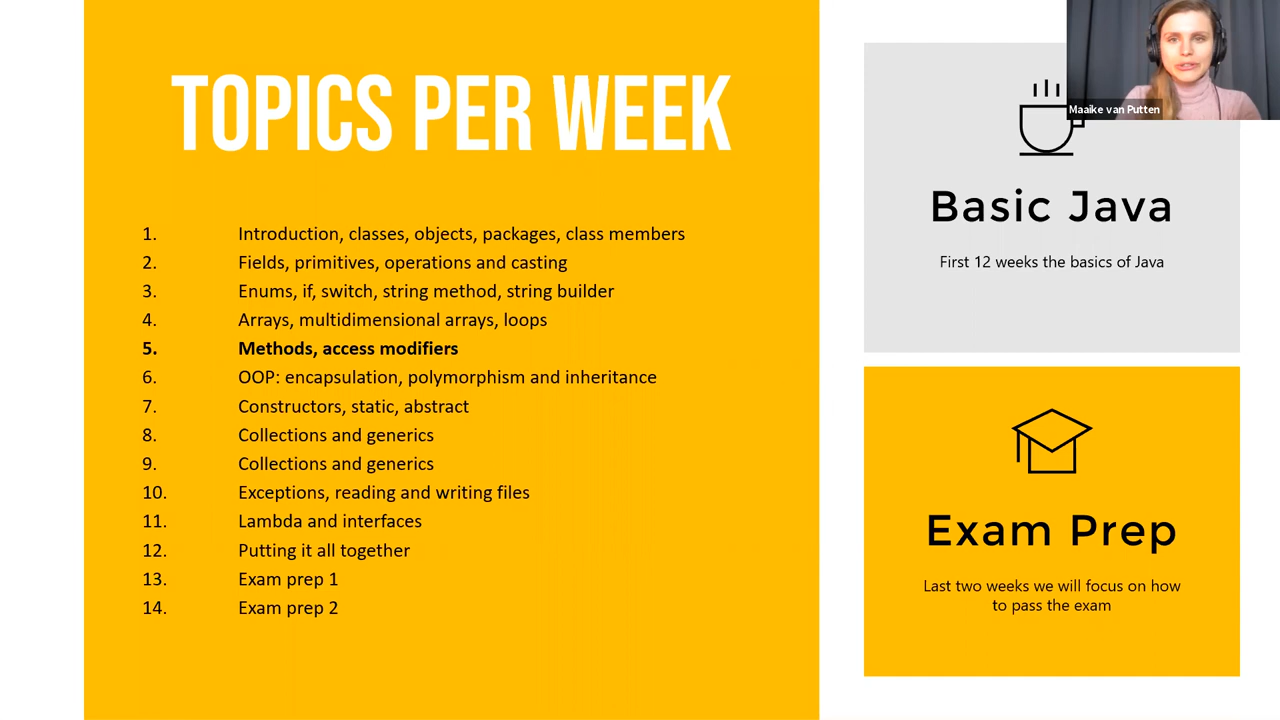 TOPICS PER WEEK
1. Introduction, classes, objects, packages, class members
2. Fields, primitives, operations and casting
3. Enums, if, switch, string method, string builder
4. Arrays, multidimensional arrays, loops
5. Methods, access modifiers
6. OOP: encapsulation, polymorphism and inheritance
7. Constructors, static, abstract
8. Collections and generics
9. Collections and generics
10. Exceptions, reading and writing files
11. Lambda and interfaces
12. Putting it all together
13. Exam prep 1
14. Exam prep 2
Maaike van Putten
Basic Java
First 12 weeks the basics of Java
Exam Prep
Last two weeks we will focus on how
to pass the exam